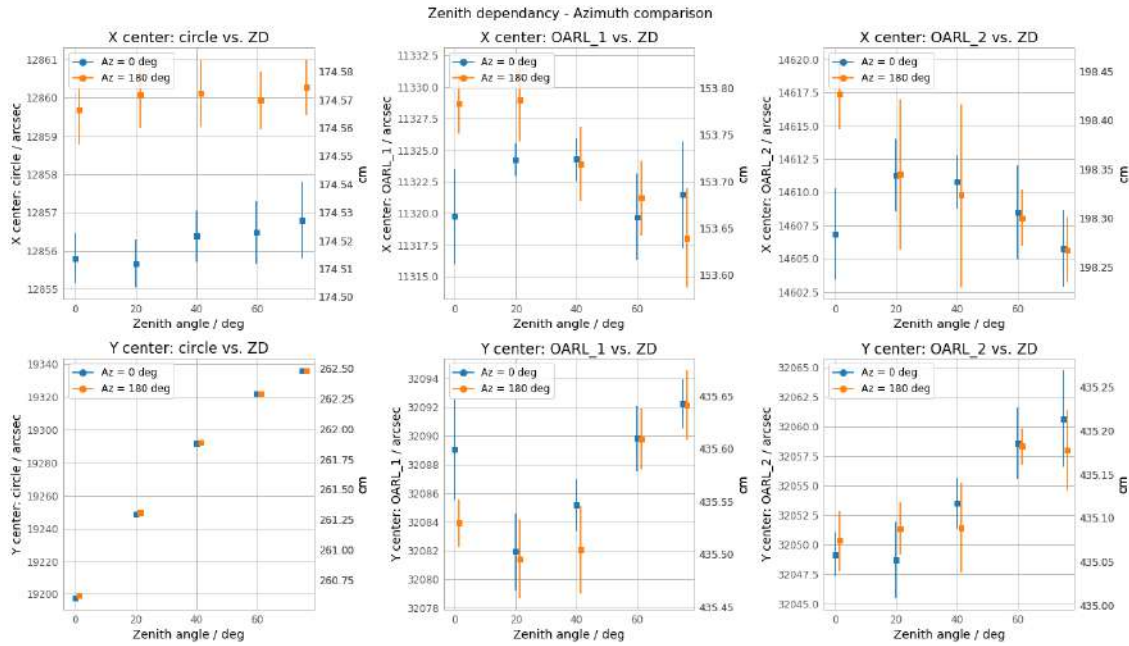 Zenith dependancy - Azimuth comparison
X center: circle vs. ZD
X center: OARL_1 vs. ZD
X center: OARL_2 vs. ZD
X center: circle / arcsec
12861
12860
12859
12858
12857
12856
12855
Az = 0 deg
Az = 180 deg
174.58
174.57
174.56
174.55
174.54
174.53
174.52
174.51
174.50
cm
0 20 40 60
Zenith angle / deg
X center: OARL_1 / arcsec
11332.5
11330.0
11327.5
11325.0
11322.5
11320.0
11317.5
11315.0
Az = 0 deg
Az = 180 deg
153.80
153.75
153.70
153.65
153.60
cm
0 20 40 60
Zenith angle / deg
X center: OARL_2 / arcsec
14620.0
14617.5
14615.0
14612.5
14610.0
14607.5
14605.0
14602.5
Az = 0 deg
Az = 180 deg
198.45
198.40
198.35
198.30
198.25
cm
0 20 40 60
Zenith angle / deg
Y center: circle vs. ZD
Y center: OARL_1 vs. ZD
Y center: OARL_2 vs. ZD
Y center: circle / arcsec
19340
19320
19300
19280
19260
19240
19220
19200
Az = 0 deg
Az = 180 deg
262.50
262.25
262.00
261.75
261.50
261.25
261.00
260.75
cm
0 20 40 60
Zenith angle / deg
Y center: OARL_1 / arcsec
32094
32092
32090
32088
32086
32084
32082
32080
32078
Az = 0 deg
Az = 180 deg
435.65
435.60
435.55
435.50
435.45
cm
0 20 40 60
Zenith angle / deg
Y center: OARL_2 / arcsec
32065.0
32062.5
32060.0
32057.5
32055.0
32052.5
32050.0
32047.5
32045.0
Az = 0 deg
Az = 180 deg
435.25
435.20
435.15
435.10
435.05
435.00
cm
0 20 40 60
Zenith angle / deg